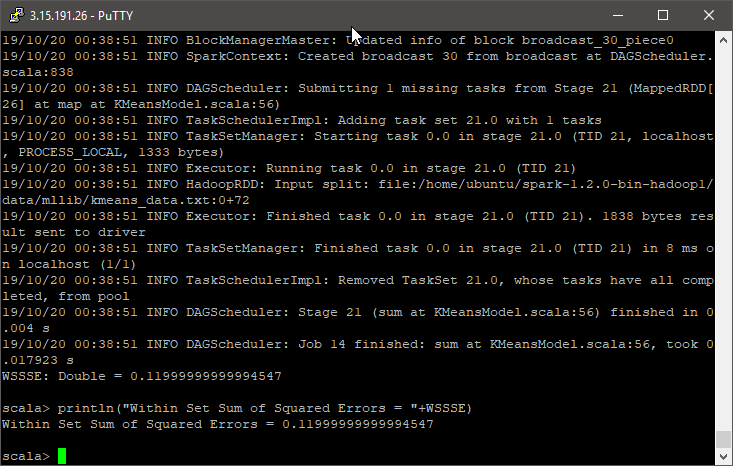 3.15.191.26 - PuTTY
19/10/20 00:38:51 INFO BlockManagerMaster: Updated info of block broadcast_30_piece0
19/10/20 00:38:51 INFO SparkContext: Created broadcast 30 from broadcast at DAGScheduler.
scala:838
19/10/20 00:38:51 INFO DAGScheduler: Submitting 1 missing tasks from Stage 21 (MappedRDD[
26] at map at KMeansModel.scala:56)
19/10/20 00:38:51 INFO TaskSchedulerImpl: Adding task set 21.0 with 1 tasks
19/10/20 00:38:51 INFO TaskSetManager: Starting task 0.0 in stage 21.0 (TID 21, localhost
, PROCESS_LOCAL, 1333 bytes)
19/10/20 00:38:51 INFO Executor: Running task 0.0 in stage 21.0 (TID 21)
19/10/20 00:38:51 INFO HadoopRDD: Input split: file:/home/ubuntu/spark-1.2.0-bin-hadoop1/
data/mllib/kmeans_data.txt:0+72
19/10/20 00:38:51 INFO Executor: Finished task 0.0 in stage 21.0 (TID 21). 1838 bytes res
ult sent to driver
19/10/20 00:38:51 INFO TaskSetManager: Finished task 0.0 in stage 21.0 (TID 21) in 8 ms o
n localhost (1/1)
19/10/20 00:38:51 INFO TaskSchedulerImpl: Removed TaskSet 21.0, whose tasks have all comp
leted, from pool
19/10/20 00:38:51 INFO DAGScheduler: Stage 21 (sum at KMeansModel.scala:56) finished in 0
.004 s
19/10/20 00:38:51 INFO DAGScheduler: Job 14 finished: sum at KMeansModel.scala:56, took 0
.017923 s
WSSSE: Double = 0.11999999999994547
scala> println("Within Set Sum of Squared Errors = "+WSSSE)
Within Set Sum of Squared Errors = 0.11999999999994547
scala>